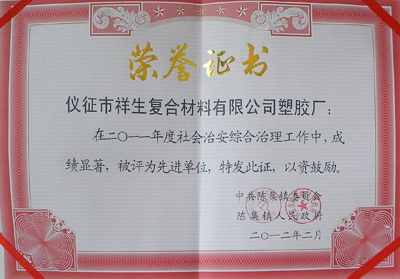 荣誉证书
仪征市祥生复合材料有限公司塑胶厂：
在二〇一一年度社会治安综合治理工作中，成
绩显著，被评为先进单位，特发此证，以资鼓励。
中共陈集镇委员会
陈集镇人民政府
二〇一二年二月